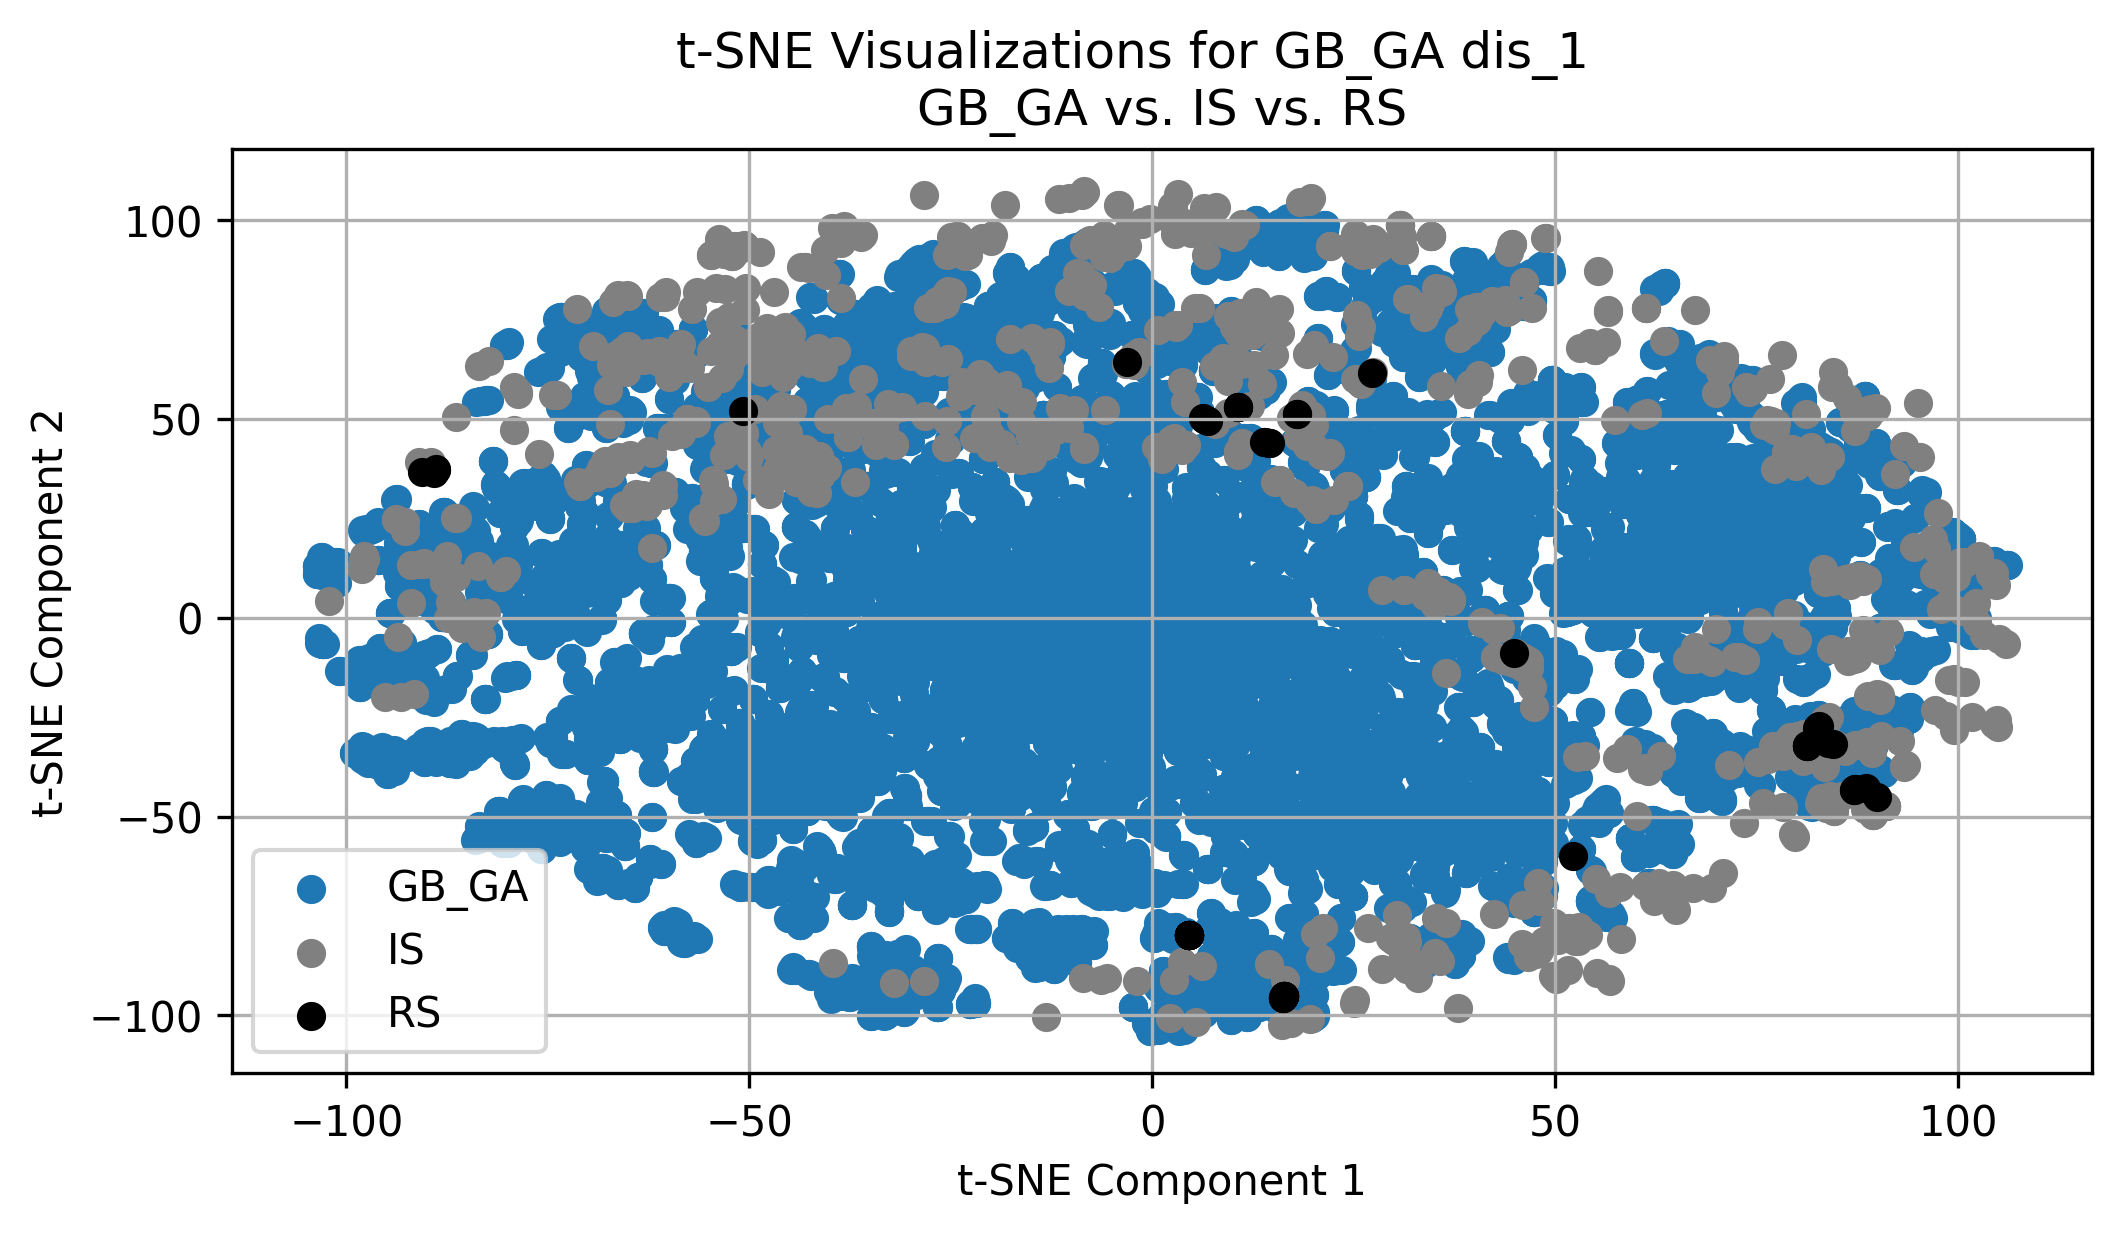 t-SNE Visualizations for GB_GA dis_1
GB_GA vs. IS vs. RS
t-SNE Component 2
100
50
0
−50
−100
GB_GA
IS
RS
−100
−50
0
50
100
t-SNE Component 1